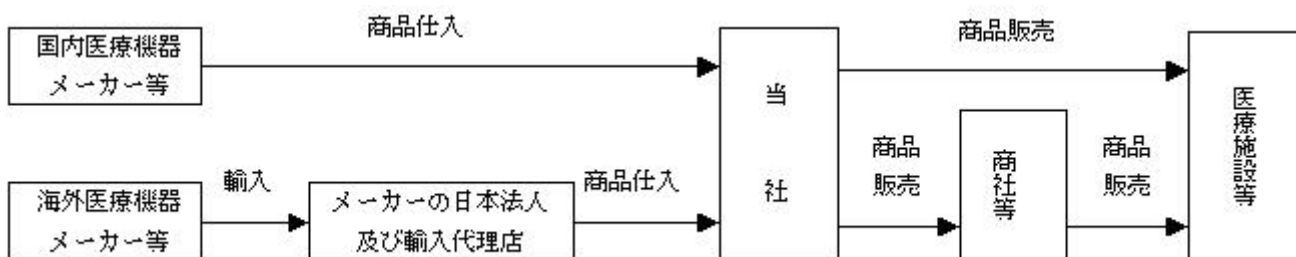 商品仕入
国内医療機器
メーカー等
当社
商品販売
医療施設等
海外医療機器
メーカー等
輸入
メーカーの日本法人
及び輸入代理店
商品仕入
商品
販売
商社等
商品
販売